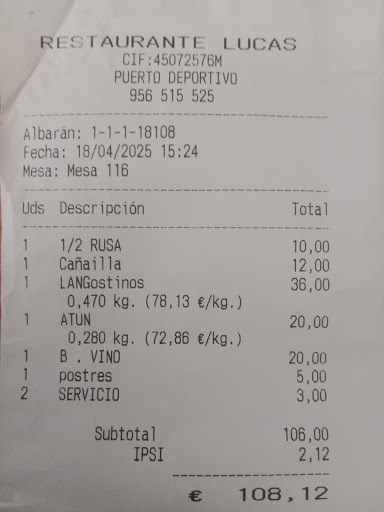 RESTAURANTE LUCAS
CIF:45072576M
PUERTO DEPORTIVO
956 515 525
Albarán: 1-1-1-18108
Fecha: 18/04/2025 15:24
Mesa: Mesa 116
Uds Descripción Total
1 1/2 RUSA 10,00
1 Cañailla 12,00
1 LANGostinos 36,00
0,470 kg. (78,13 €/kg.)
1 ATUN 20,00
0,280 kg. (72,86 €/kg.)
1 B . VINO 20,00
1 postres 5,00
2 SERVICIO 3,00
Subtotal 106,00
IPSI 2,12
€ 108,12